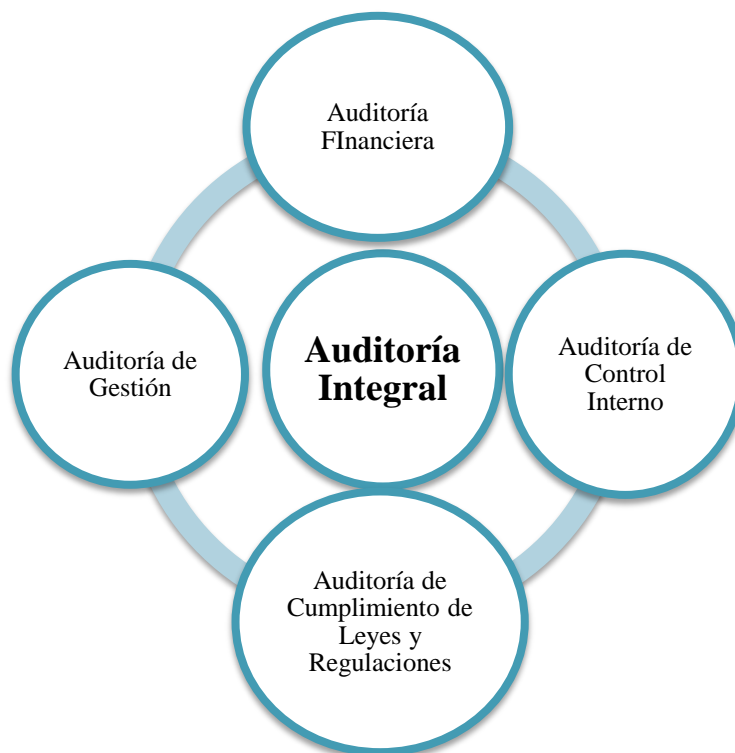 Auditoría
FInanciera
Auditoría de
Gestión
Auditoría
Integral
Auditoría de
Control
Interno
Auditoría de
Cumplimiento de
Leyes y
Regulaciones